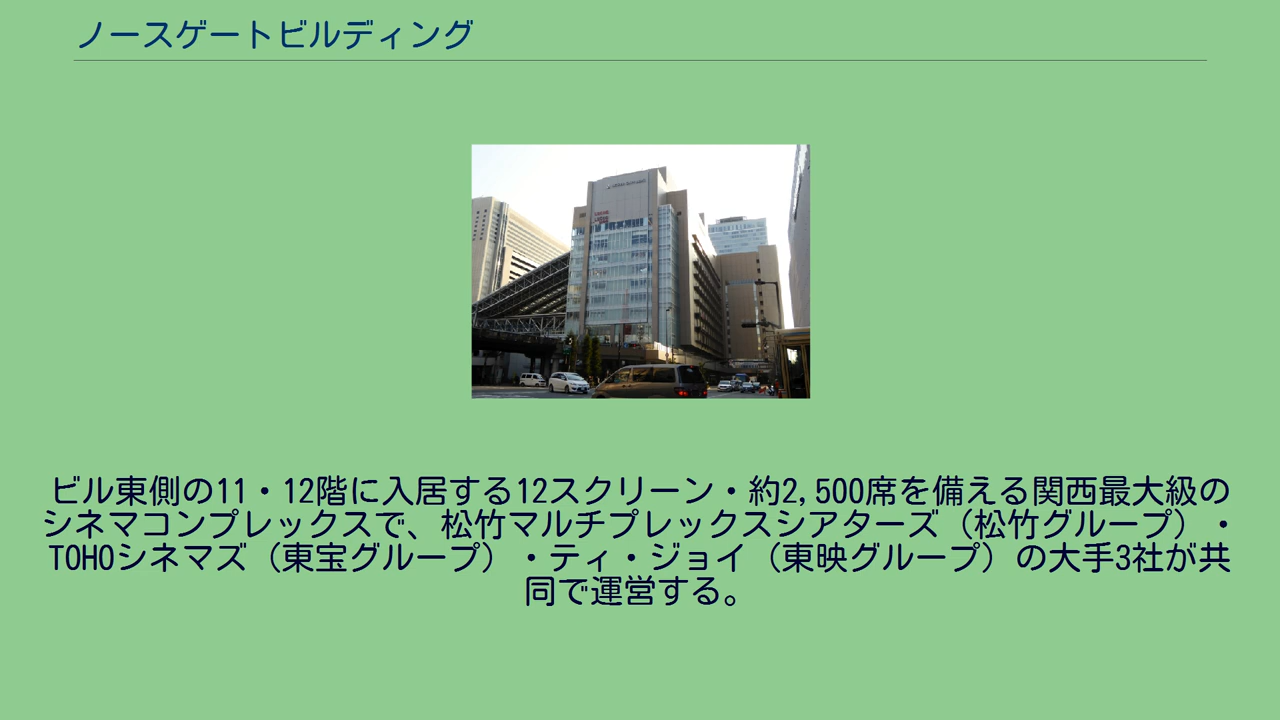 ノースゲートビルディング
ビル東側の11・12階に入居する12スクリーン・約2,500席を備える関西最大級の
シネマコンプレックスで、松竹マルチプレックスシアターズ（松竹グループ）・
TOHOシネマズ（東宝グループ）・ティ・ジョイ（東映グループ）の大手3社が共
同で運営する。